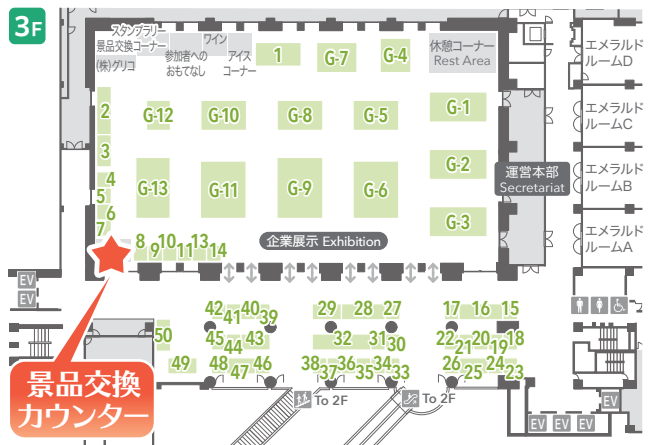 3F
スタンプラリー
景品交換コーナー
(株)グリコ
参加者への
おもてなし
ワイン
アイス
コーナー
1
G-7
G-4
休憩コーナー
Rest Area
エメラルド
ルームD
2
G-12
G-10
G-8
G-5
G-1
エメラルド
ルームC
3
G-2
4
G-13
G-11
G-9
G-6
運営本部
Secretariat
エメラルド
ルームB
5
6
G-3
7
エメラルド
ルームA
8
9
10
11
13
14
企業展示 Exhibition
EV
EV
42
41
40
39
29
28
27
17
16
15
50
45
44
43
32
31
30
22
21
20
19
18
49
48
47
46
38
37
36
35
34
33
26
25
24
23
景品交換
カウンター
To 2F
To 2F
EV
EV
EV
EV